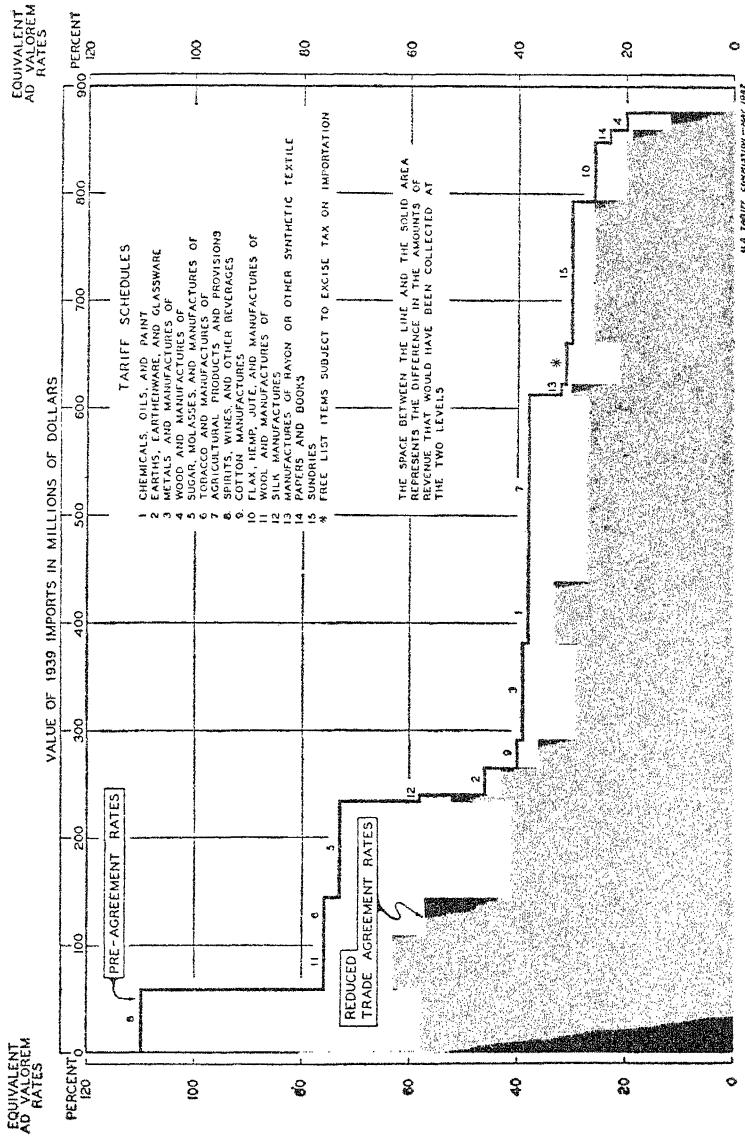 EQUIVALENT
AD VALOREM
RATES
PERCENT
VALUE OF 1939 IMPORTS IN MILLIONS OF DOLLARS
EQUIVALENT
AD VALOREM
RATES
PERCENT
0 100 200 300 400 500 600 700 800 900
120
100
80
60
40
20
0
120
100
80
60
40
20
0
PRE-AGREEMENT RATES
REDUCED
TRADE AGREEMENT RATES
8
11
6
5
12
2
9
3
1
7
13
*
15
10
14
4
TARIFF SCHEDULES
1 CHEMICALS, OILS, AND PAINT
2 EARTHS, EARTHENWARE, AND GLASSWARE
3 METALS AND MANUFACTURES OF
4 WOOD AND MANUFACTURES OF
5 SUGAR, MOLASSES, AND MANUFACTURES OF
6 TOBACCO AND MANUFACTURES OF
7 AGRICULTURAL PRODUCTS AND PROVISIONS
8 SPIRITS, WINES, AND OTHER BEVERAGES
9 COTTON MANUFACTURES
10 FLAX, HEMP, JUTE, AND MANUFACTURES OF
11 WOOL AND MANUFACTURES OF
12 SILK MANUFACTURES
13 MANUFACTURES OF RAYON OR OTHER SYNTHETIC TEXTILE
14 PAPERS AND BOOKS
15 SUNDRIES
* FREE LIST ITEMS SUBJECT TO EXCISE TAX ON IMPORTATION
THE SPACE BETWEEN THE LINE AND THE SOLID AREA
REPRESENTS THE DIFFERENCE IN THE AMOUNTS OF
REVENUE THAT WOULD HAVE BEEN COLLECTED AT
THE TWO LEVELS
U.S. TARIFF COMMISSION-MAY